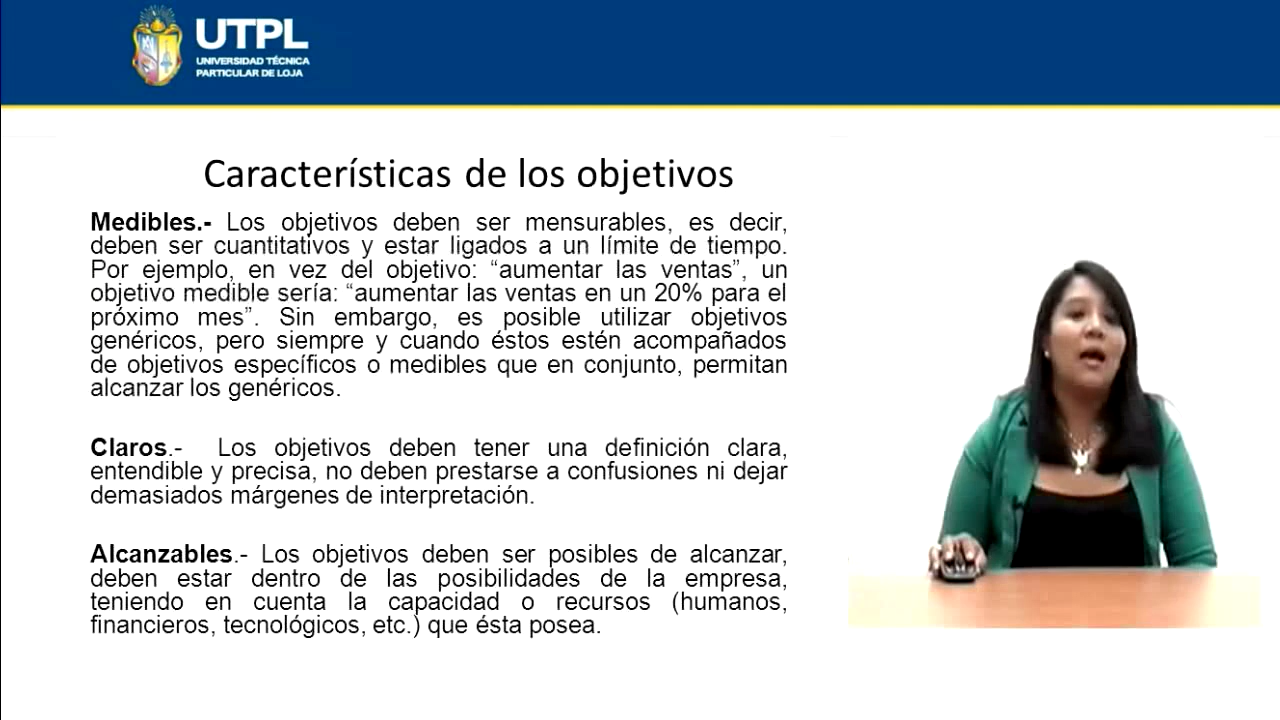 UTPL
UNIVERSIDAD TÉCNICA
PARTICULAR DE LOJA
Características de los objetivos
Medibles.- Los objetivos deben ser mensurables, es decir,
deben ser cuantitativos y estar ligados a un límite de tiempo.
Por ejemplo, en vez del objetivo: “aumentar las ventas”, un
objetivo medible sería: “aumentar las ventas en un 20% para el
próximo mes”. Sin embargo, es posible utilizar objetivos
genéricos, pero siempre y cuando éstos estén acompañados
de objetivos específicos o medibles que en conjunto, permitan
alcanzar los genéricos.
Claros.- Los objetivos deben tener una definición clara,
entendible y precisa, no deben prestarse a confusiones ni dejar
demasiados márgenes de interpretación.
Alcanzables.- Los objetivos deben ser posibles de alcanzar,
deben estar dentro de las posibilidades de la empresa,
teniendo en cuenta la capacidad o recursos (humanos,
financieros, tecnológicos, etc.) que ésta posea.